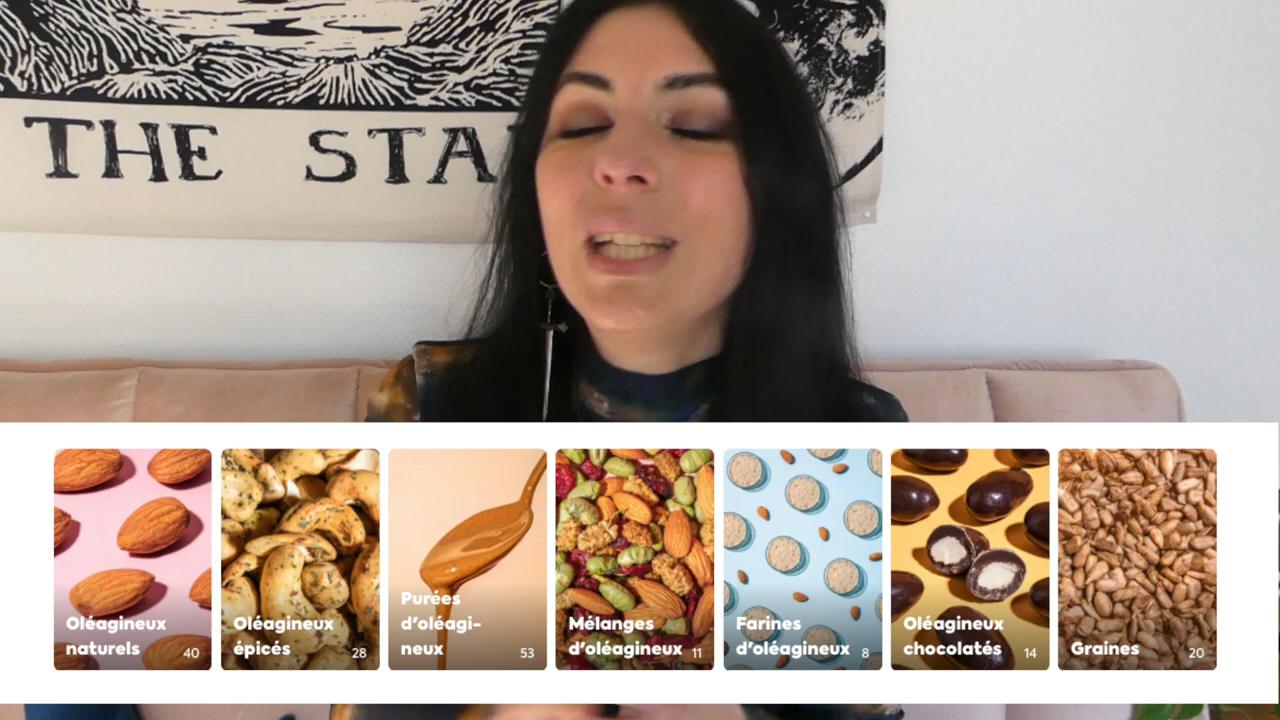 THE STA
Oléagineux
naturels 40
Oléagineux
épicés 28
Purées
d'oléagi-
neux 53
Mélanges
d'oléagineux 11
Farines
d'oléagineux 8
Oléagineux
chocolatés 14
Graines 20